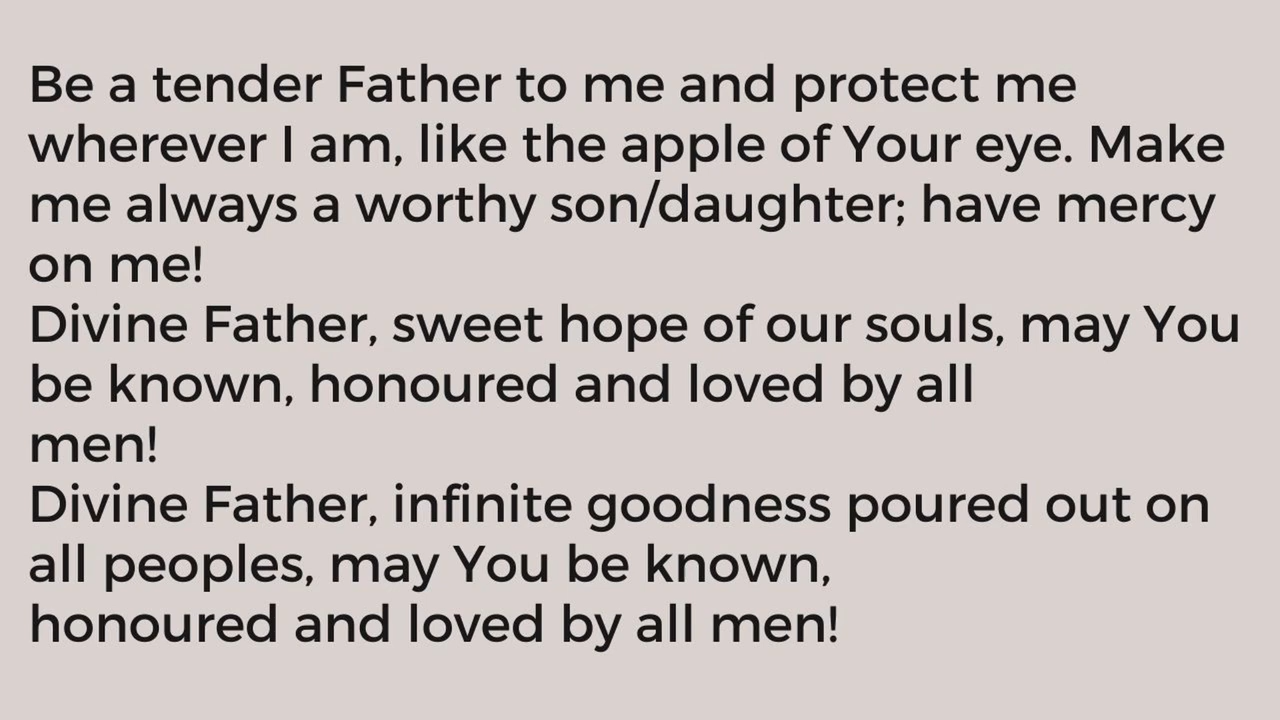 Be a tender Father to me and protect me
wherever I am, like the apple of Your eye. Make
me always a worthy son/daughter; have mercy
on me!
Divine Father, sweet hope of our souls, may You
be known, honoured and loved by all
men!
Divine Father, infinite goodness poured out on
all peoples, may You be known,
honoured and loved by all men!